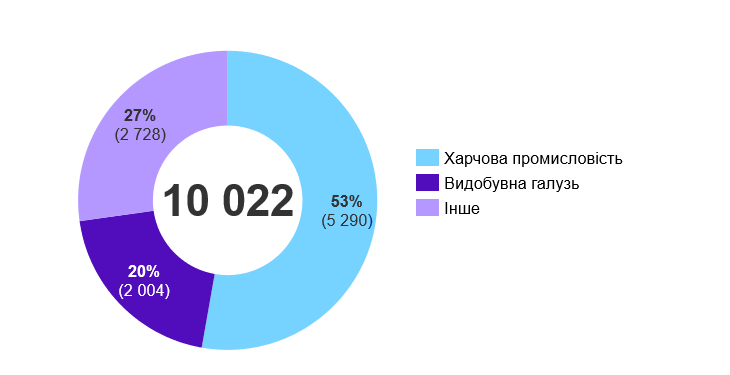 27%
(2 728)
10 022
53%
(5 290)
20%
(2 004)
Харчова промисловість
Видобувна галузь
Інше